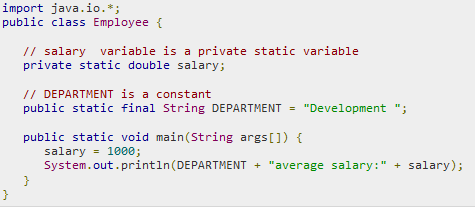 import java.io.*;
public class Employee {
// salary  variable is a private static variable
private static double salary;
// DEPARTMENT is a constant
public static final String DEPARTMENT = "Development ";
public static void main(String args[]) {
salary = 1000;
System.out.println(DEPARTMENT + "average salary:" + salary);
}
}